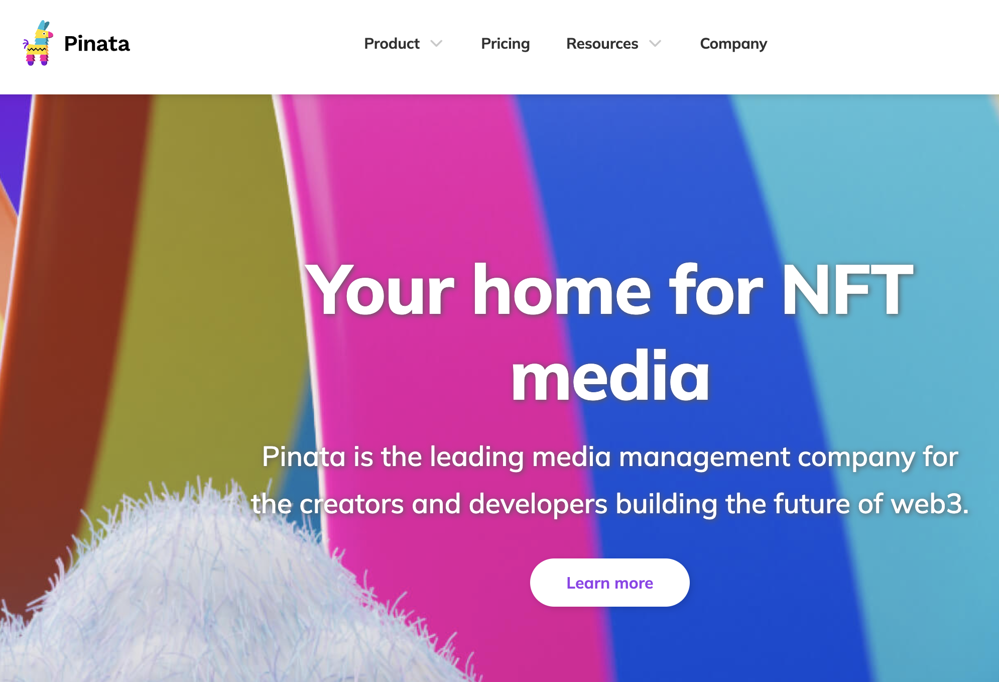 Pinata
Product
Pricing
Resources
Company
Your home for NFT
media
Pinata is the leading media management company for
the creators and developers building the future of web3.
Learn more